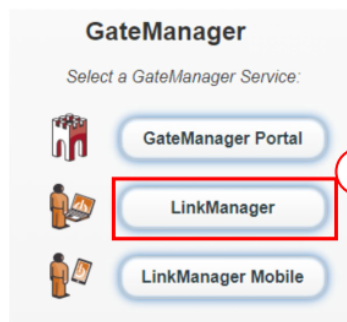 GateManager
Select a GateManager Service:
GateManager Portal
LinkManager
LinkManager Mobile